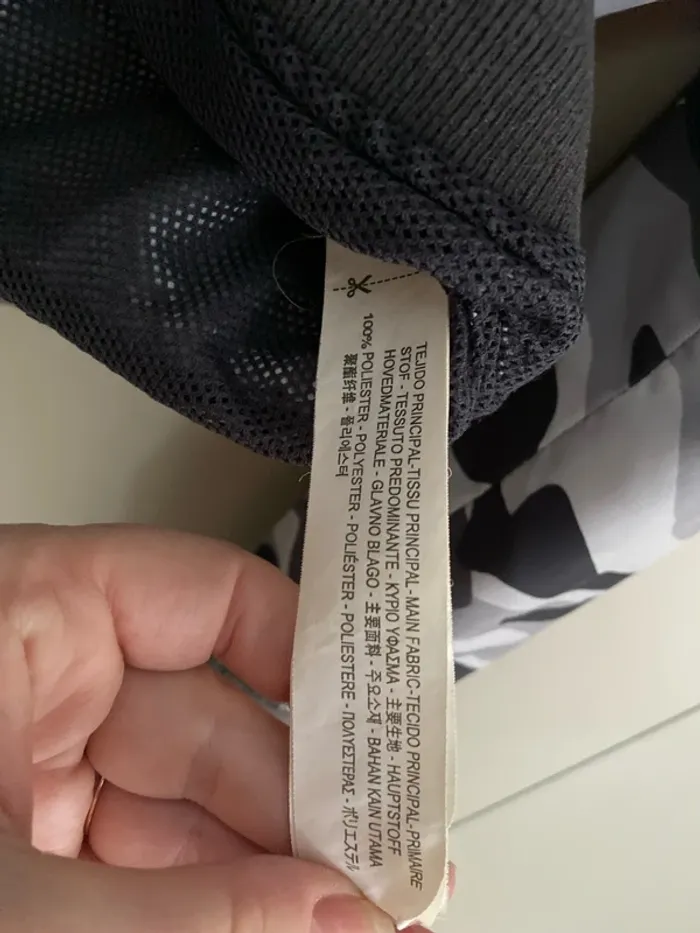 TEJIDO PRINCIPAL-TISSU PRINCIPAL-MAIN FABRIC-TECIDO PRINCIPAL-PRIMAIRE
STOF - TESSUTO PREDOMINANTE - ΚΥΡΙΟ ΥΦΑΣΜΑ - 主要生地 - HAUPTSTOFF
HOVEDMATERIALE - GLAVNO BLAGO - 主要面料 - 주요소재 - BAHAN KAIN UTAMA
100% POLIESTER - POLYESTER - POLIÉSTER - POLIESTERE - ΠΟΛΥΕΣΤΕΡΑΣ - ポリエステル
聚酯纤维 - 폴리에스터